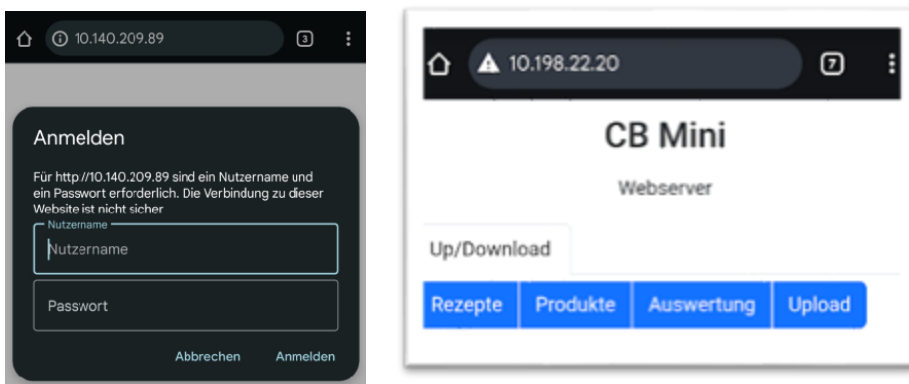 10.140.209.89
3
Anmelden
Für http://10.140.209.89 sind ein Nutzername und
ein Passwort erforderlich. Die Verbindung zu dieser
Website ist nicht sicher
Nutzername
Nutzername
Passwort
Abbrechen Anmelden
10.198.22.20
7
CB Mini
Webserver
Up/Download
Rezepte Produkte Auswertung Upload